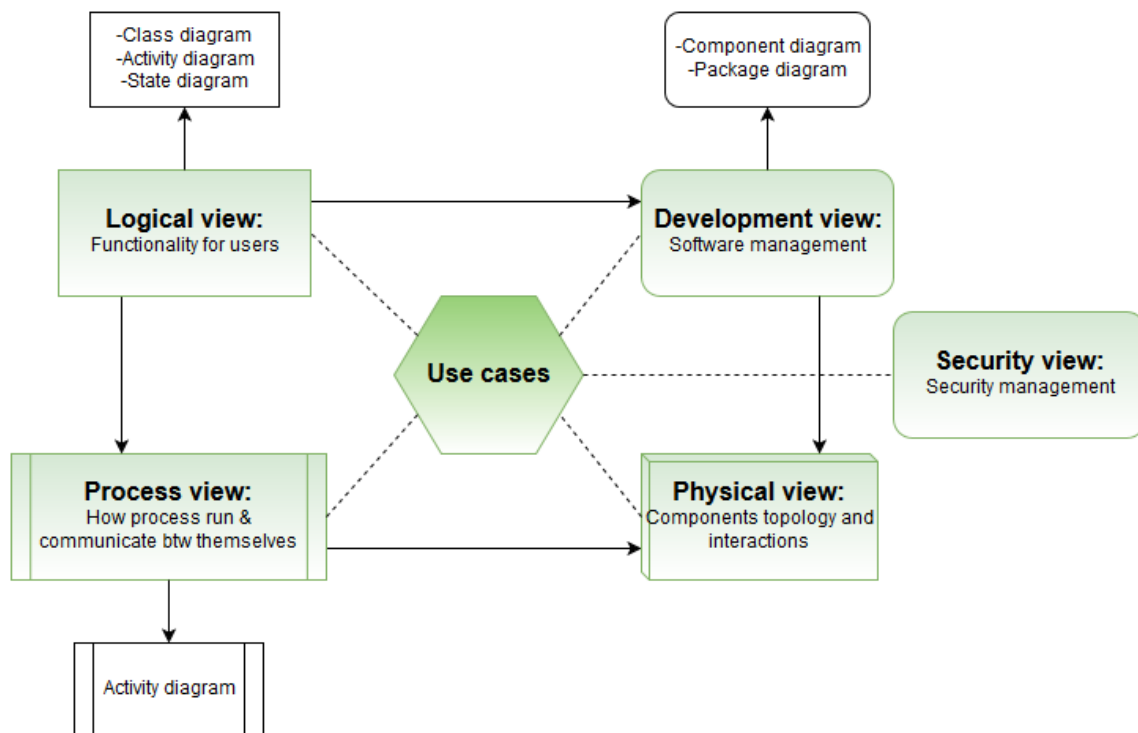 -Class diagram
-Activity diagram
-State diagram
-Component diagram
-Package diagram
Logical view:
Functionality for users
Development view:
Software management
Use cases
Security view:
Security management
Process view:
How process run &
communicate btw themselves
Physical view:
Components topology and
interactions
Activity diagram